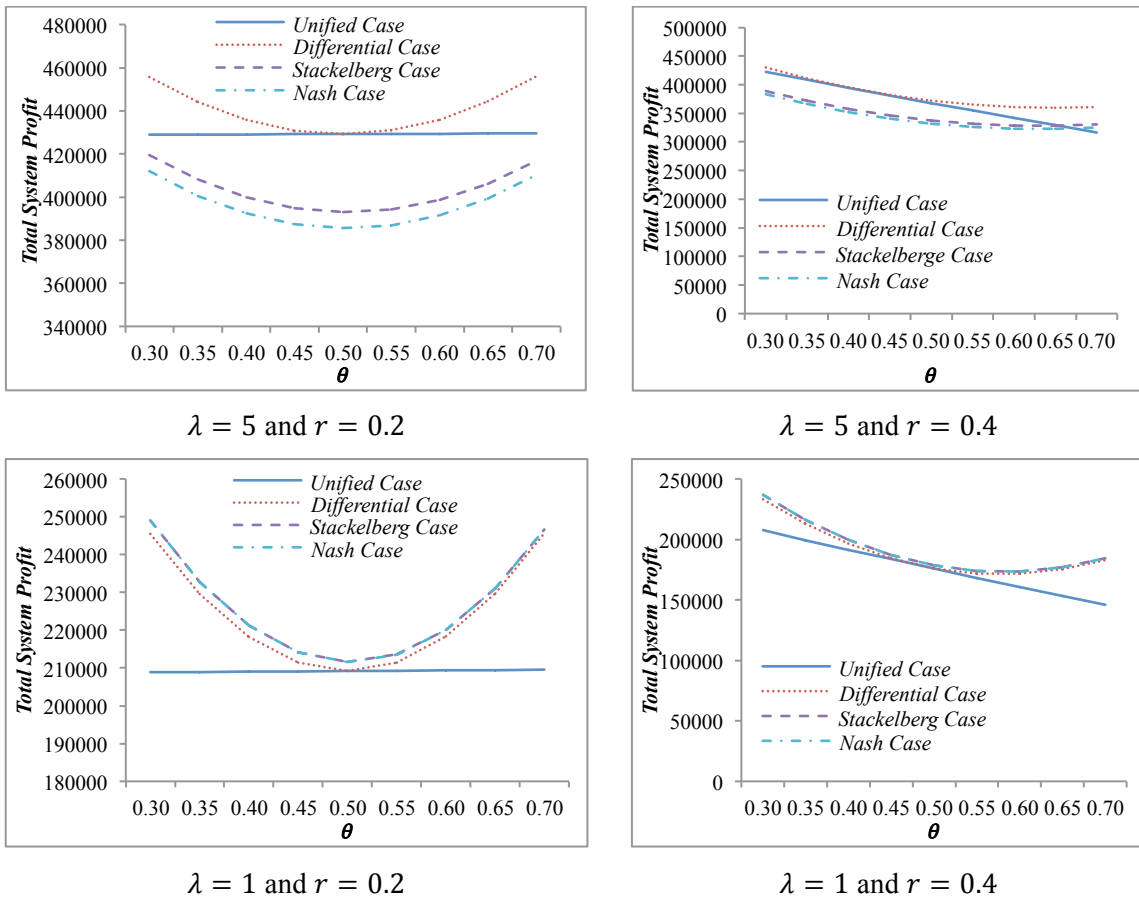 Total System Profit
480000
460000
440000
420000
400000
380000
360000
340000
Unified Case
Differential Case
Stackelberg Case
Nash Case
0.30 0.35 0.40 0.45 0.50 0.55 0.60 0.65 0.70
θ
λ = 5 and r = 0.2
Total System Profit
500000
450000
400000
350000
300000
250000
200000
150000
100000
50000
0
Unified Case
Differential Case
Stackelberge Case
Nash Case
0.30 0.35 0.40 0.45 0.50 0.55 0.60 0.65 0.70
θ
λ = 5 and r = 0.4
Total System Profit
260000
250000
240000
230000
220000
210000
200000
190000
180000
Unified Case
Differential Case
Stackelberg Case
Nash Case
0.30 0.35 0.40 0.45 0.50 0.55 0.60 0.65 0.70
θ
λ = 1 and r = 0.2
Total System Profit
250000
200000
150000
100000
50000
0
Unified Case
Differential Case
Stackelberg Case
Nash Case
0.30 0.35 0.40 0.45 0.50 0.55 0.60 0.65 0.70
θ
λ = 1 and r = 0.4